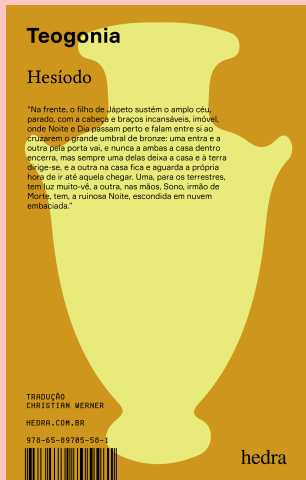 Teogonia
Hesíodo
"Na frente, o filho de Jápeto sustém o amplo céu,
parado, com a cabeça e braços incansáveis, imóvel,
onde Noite e Dia passam perto e falam entre si ao
cruzarem o grande umbral de bronze: uma entra e a
outra pela porta vai, e nunca a ambas a casa dentro
encerra, mas sempre uma delas deixa a casa e à terra
dirige-se, e a outra na casa fica e aguarda a própria
hora de ir até aquela chegar. Uma, para os terrestres,
tem luz muito-vê, a outra, nas mãos, Sono, irmão de
Morte, tem, a ruinosa Noite, escondida em nuvem
embaciada."
TRADUÇÃO
CHRISTIAN WERNER
HEDRA.COM.BR
978-65-89705-58-1
hedra